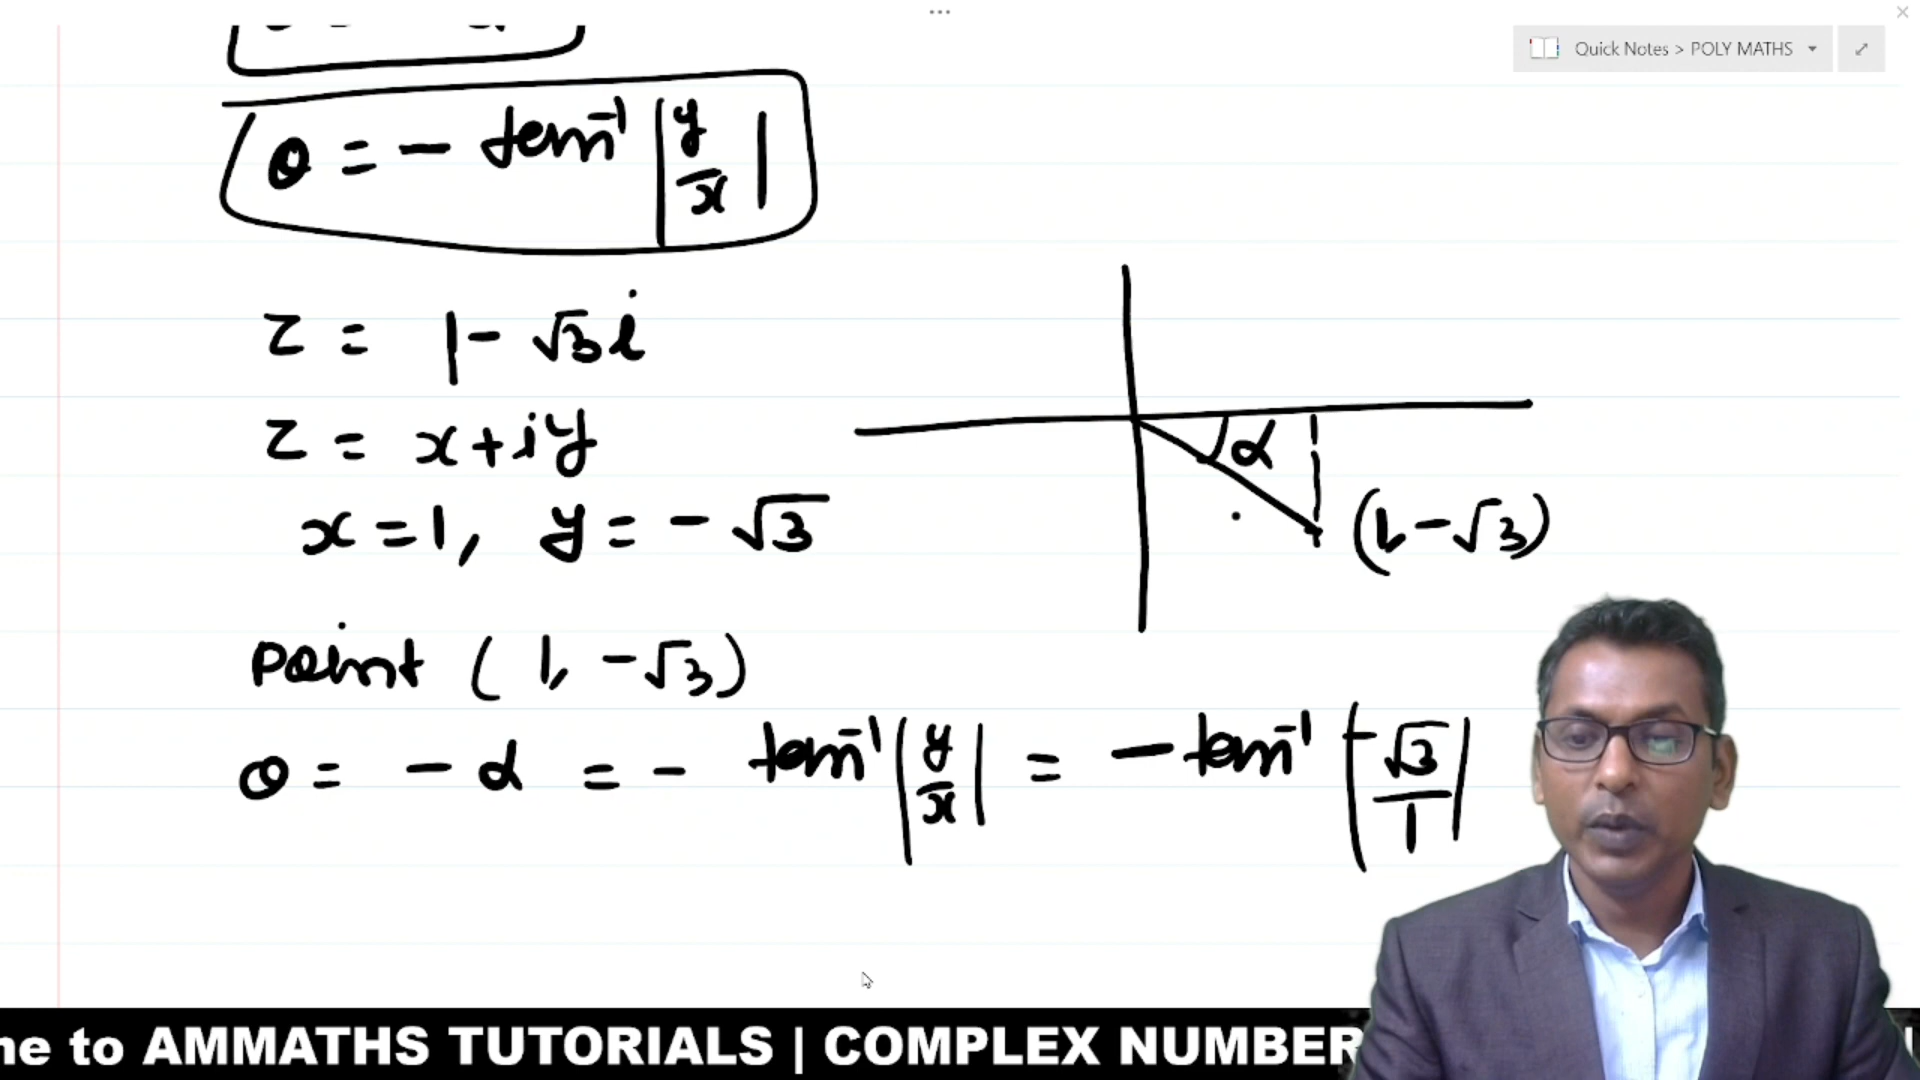 Quick Notes > POLY MATHS
θ = - tan⁻¹ |y/x|
z = 1 - √3 i
z = x + iy
α
x = 1, y = - √3
(1, -√3)
Point (1, -√3)
θ = - α = - tan⁻¹ |y/x| = - tan⁻¹ |-√3/1|
me to AMMATHS TUTORIALS | COMPLEX NUMBER